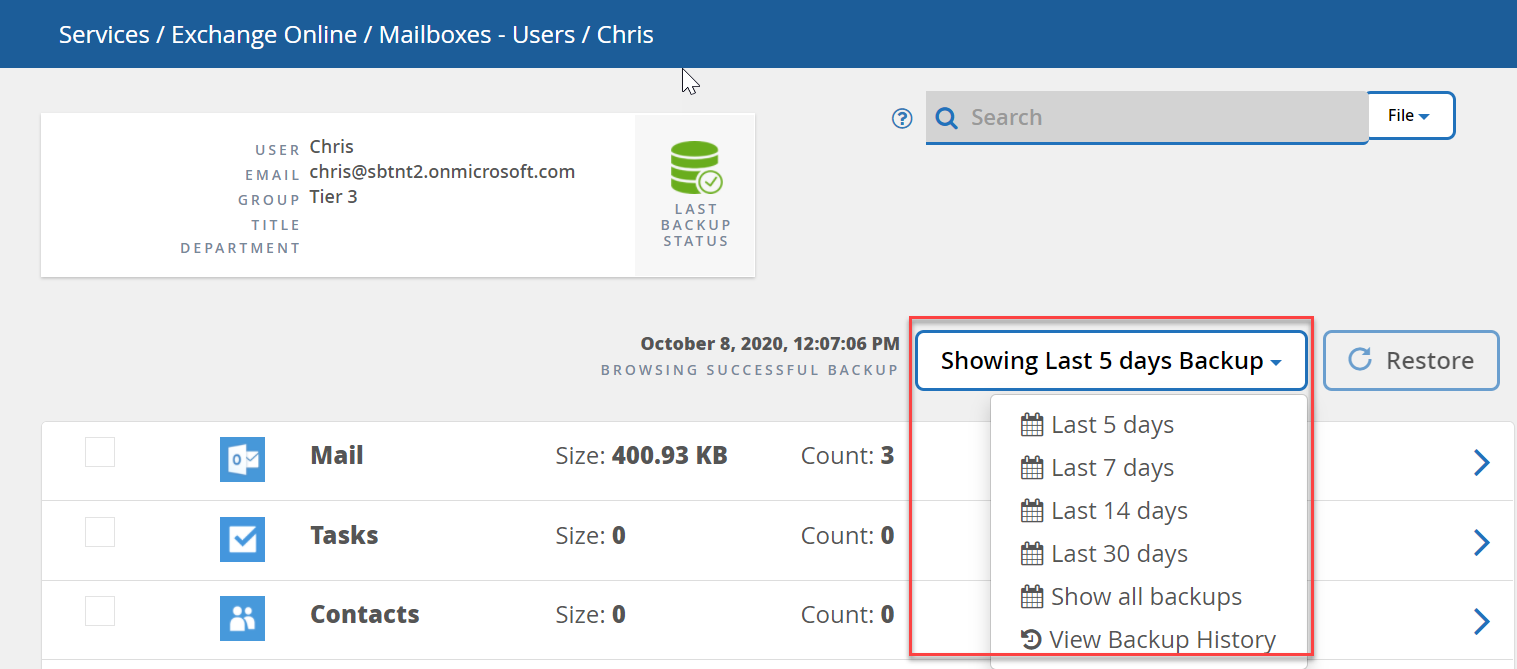 Services / Exchange Online / Mailboxes - Users / Chris
? Search File
USER Chris
EMAIL chris@sbtnt2.onmicrosoft.com
GROUP Tier 3
TITLE
DEPARTMENT
LAST
BACKUP
STATUS
October 8, 2020, 12:07:06 PM
BROWSING SUCCESSFUL BACKUP
Showing Last 5 days Backup
Restore
Last 5 days
Last 7 days
Last 14 days
Last 30 days
Show all backups
View Backup History
Mail Size: 400.93 KB Count: 3
Tasks Size: 0 Count: 0
Contacts Size: 0 Count: 0